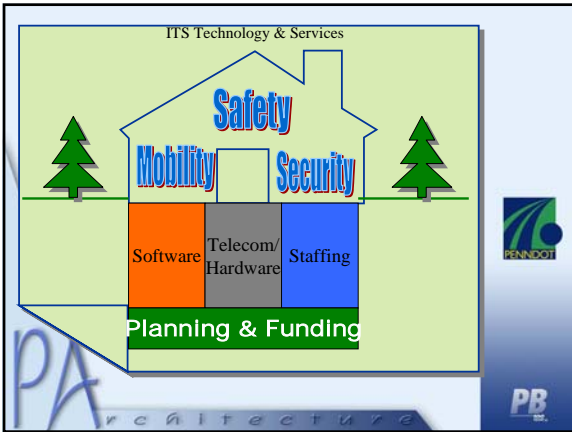 ITS Technology & Services
Safety
Mobility
Security
Software
Telecom/
Hardware
Staffing
Planning & Funding
PENNDOT
PA
rchitecture
PB